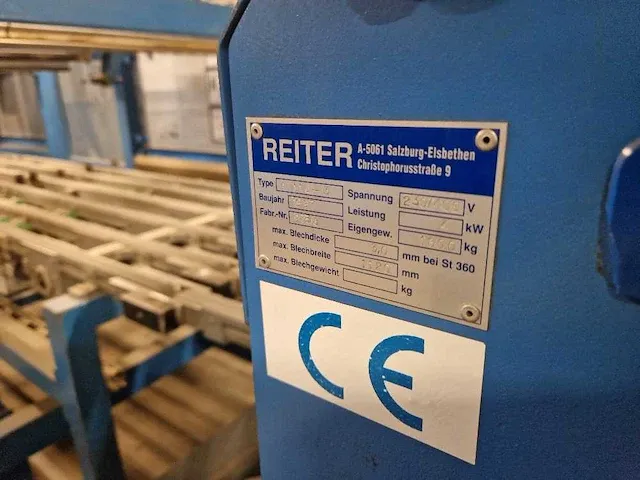 REITER
A-5061 Salzburg-Elsbethen
Christophorusstraße 9
Type
Spannung V
Baujahr
Leistung kW
Fabr.-Nr.
Eigengew. kg
max. Blechdicke mm bei St 360
max. Blechbreite mm
max. Blechgewicht kg
CE